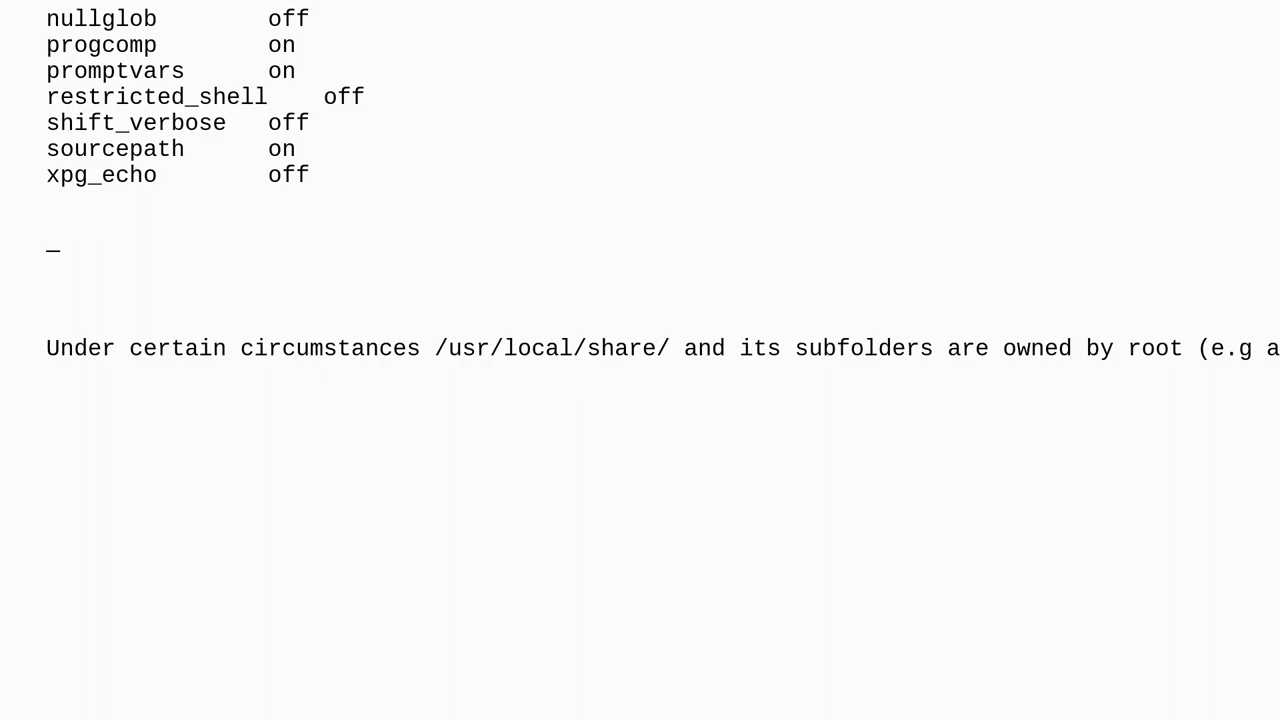 nullglob        off
progcomp        on
promptvars      on
restricted_shell    off
shift_verbose   off
sourcepath      on
xpg_echo        off
_
Under certain circumstances /usr/local/share/ and its subfolders are owned by root (e.g a